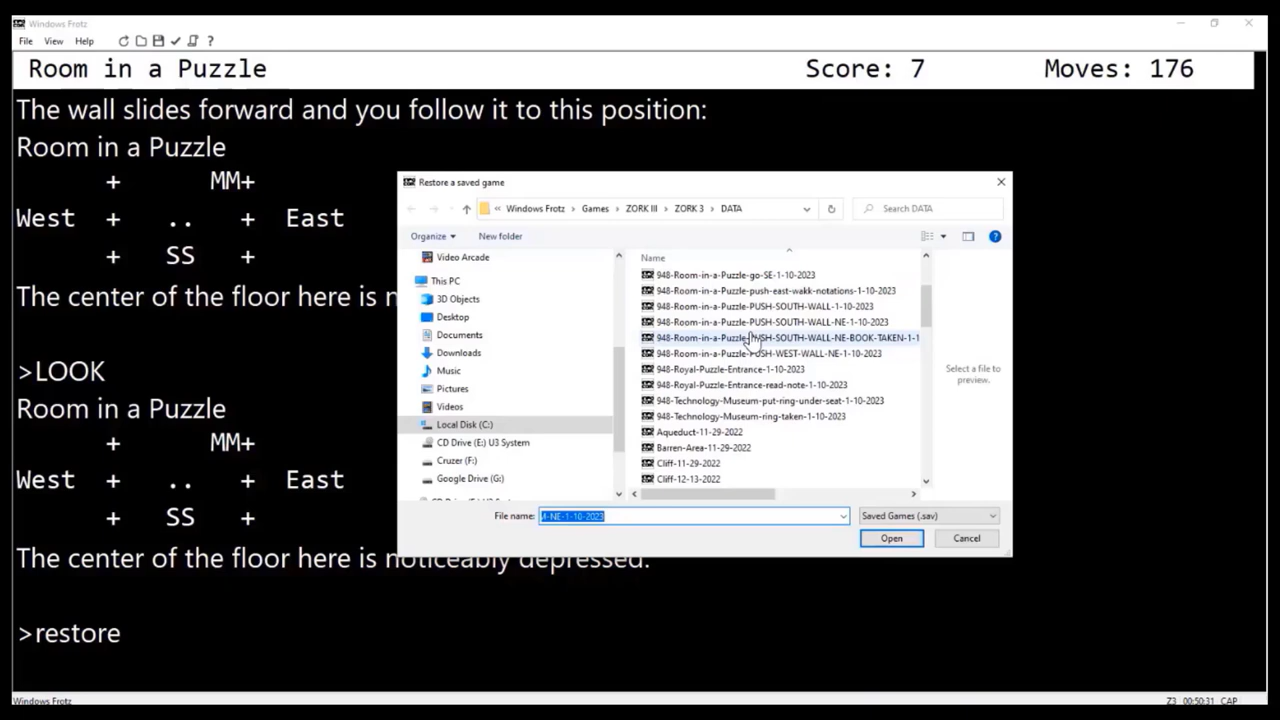 Windows Frotz
File View Help ?
Room in a Puzzle Score: 7 Moves: 176
The wall slides forward and you follow it to this position:
Room in a Puzzle
+ MM+
West + .. + East
+ SS +
The center of the floor here is n
>LOOK
Room in a Puzzle
+ MM+
West + .. + East
+ SS +
The center of the floor here is noticeably depressed.
>restore
Restore a saved game
« Windows Frotz › Games › ZORK III › ZORK 3 › DATA
Search DATA
Organize New folder
Video Arcade
This PC
3D Objects
Desktop
Documents
Downloads
Music
Pictures
Videos
Local Disk (C:)
CD Drive (E:) U3 System
Cruzer (F:)
Google Drive (G:)
Name
948-Room-in-a-Puzzle-go-SE-1-10-2023
948-Room-in-a-Puzzle-push-east-wakk-notations-1-10-2023
948-Room-in-a-Puzzle-PUSH-SOUTH-WALL-1-10-2023
948-Room-in-a-Puzzle-PUSH-SOUTH-WALL-NE-1-10-2023
948-Room-in-a-Puzzle-PUSH-SOUTH-WALL-NE-BOOK-TAKEN-1-1
948-Room-in-a-Puzzle-PUSH-WEST-WALL-NE-1-10-2023
948-Royal-Puzzle-Entrance-1-10-2023
948-Royal-Puzzle-Entrance-read-note-1-10-2023
948-Technology-Museum-put-ring-under-seat-1-10-2023
948-Technology-Museum-ring-taken-1-10-2023
Aqueduct-11-29-2022
Barren-Area-11-29-2022
Cliff-11-29-2022
Cliff-12-13-2022
Select a file to
preview.
File name: M-NE-1-10-2023 Saved Games (.sav)
Open Cancel
Windows Frotz Z3 00:50:31 CAP